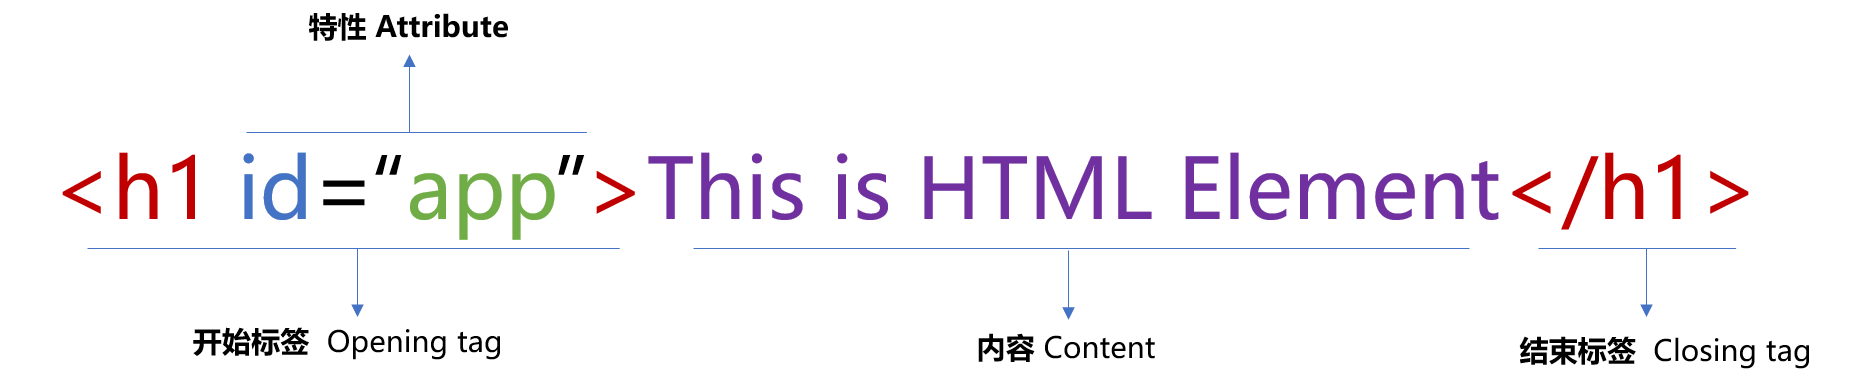 特性 Attribute
<h1 id=“app”>This is HTML Element</h1>
开始标签 Opening tag
内容 Content
结束标签 Closing tag